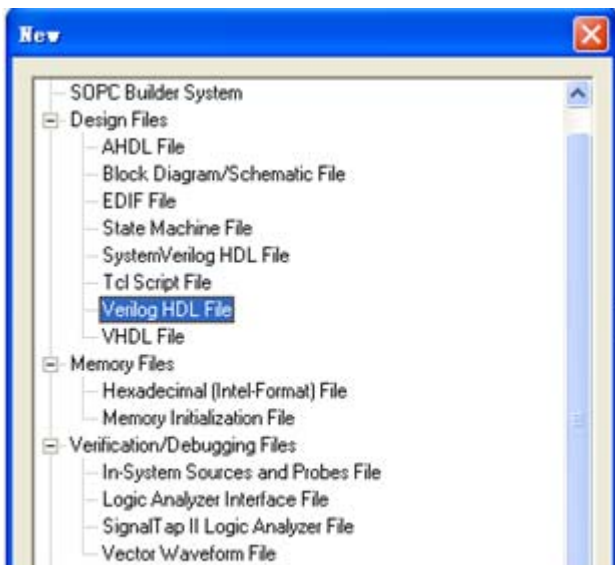 New
SOPC Builder System
Design Files
AHDL File
Block Diagram/Schematic File
EDIF File
State Machine File
SystemVerilog HDL File
Tcl Script File
Verilog HDL File
VHDL File
Memory Files
Hexadecimal (Intel-Format) File
Memory Initialization File
Verification/Debugging Files
In-System Sources and Probes File
Logic Analyzer Interface File
SignalTap II Logic Analyzer File
Vector Waveform File